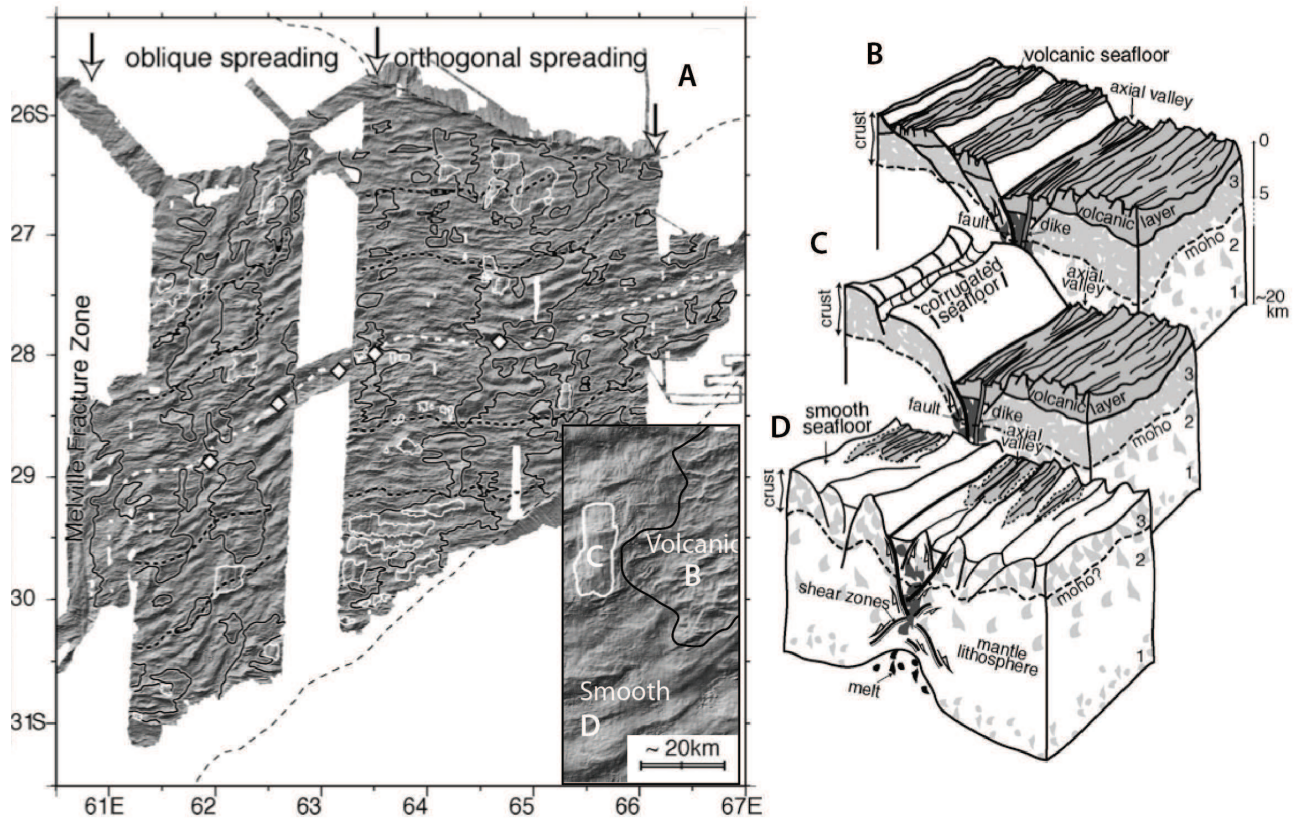 oblique spreading
orthogonal spreading
A
26S
27
28
29
30
31S
Melville Fracture Zone
61E
62
63
64
65
66
67E
C
Volcanic
B
Smooth
D
~ 20km
B
volcanic seafloor
axial valley
crust
0
5
~20
km
fault
dike
volcanic layer
moho
3
2
1
C
corrugated
seafloor
axial
valley
crust
fault
dike
volcanic layer
moho
3
2
1
D
smooth
seafloor
axial
valley
crust
shear zones
mantle
lithosphere
melt
moho?
3
2
1